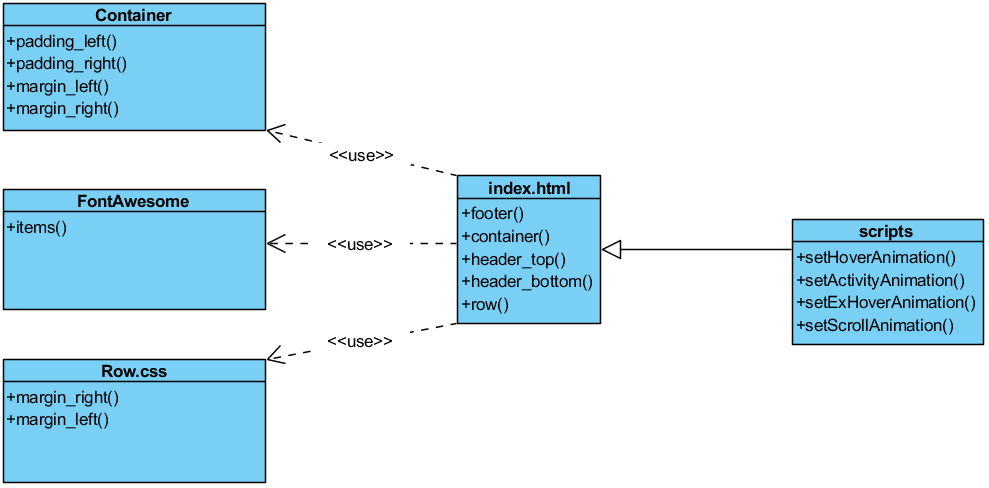 Container
+padding_left()
+padding_right()
+margin_left()
+margin_right()
<<use>>
FontAwesome
+items()
<<use>>
index.html
+footer()
+container()
+header_top()
+header_bottom()
+row()
scripts
+setHoverAnimation()
+setActivityAnimation()
+setExHoverAnimation()
+setScrollAnimation()
<<use>>
Row.css
+margin_right()
+margin_left()